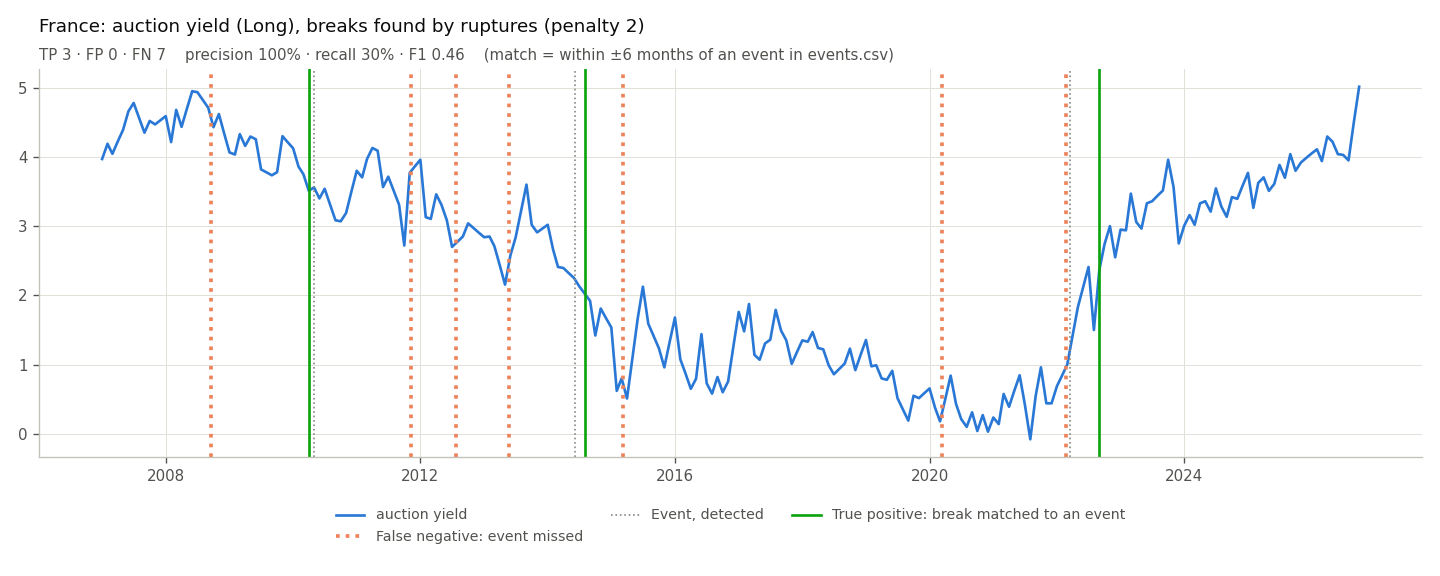 France: auction yield (Long), breaks found by ruptures (penalty 2)
TP 3 · FP 0 · FN 7    precision 100% · recall 30% · F1 0.46    (match = within ±6 months of an event in events.csv)
5
4
3
2
1
0
2008 2012 2016 2020 2024
auction yield
Event, detected
True positive: break matched to an event
False negative: event missed